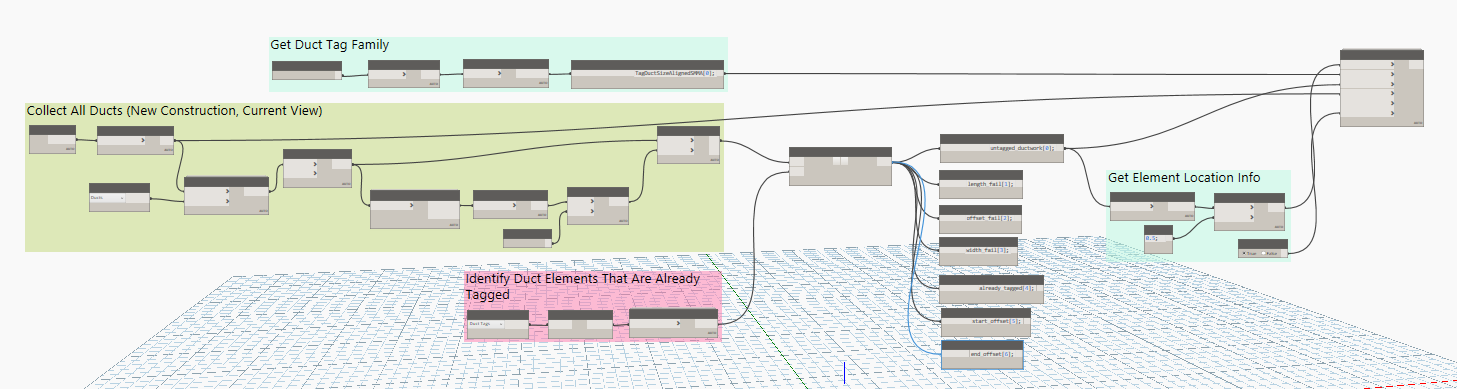 Get Duct Tag Family
TagDuctSizeAlignedSMMA[0];
Collect All Ducts (New Construction, Current View)
Ducts
untagged_ductwork[0];
length_fail[1];
offset_fail[2];
width_fail[3];
already_tagged[4];
start_offset[5];
end_offset[6];
Get Element Location Info
0.5;
True False
Identify Duct Elements That Are Already
Tagged
Duct Tags